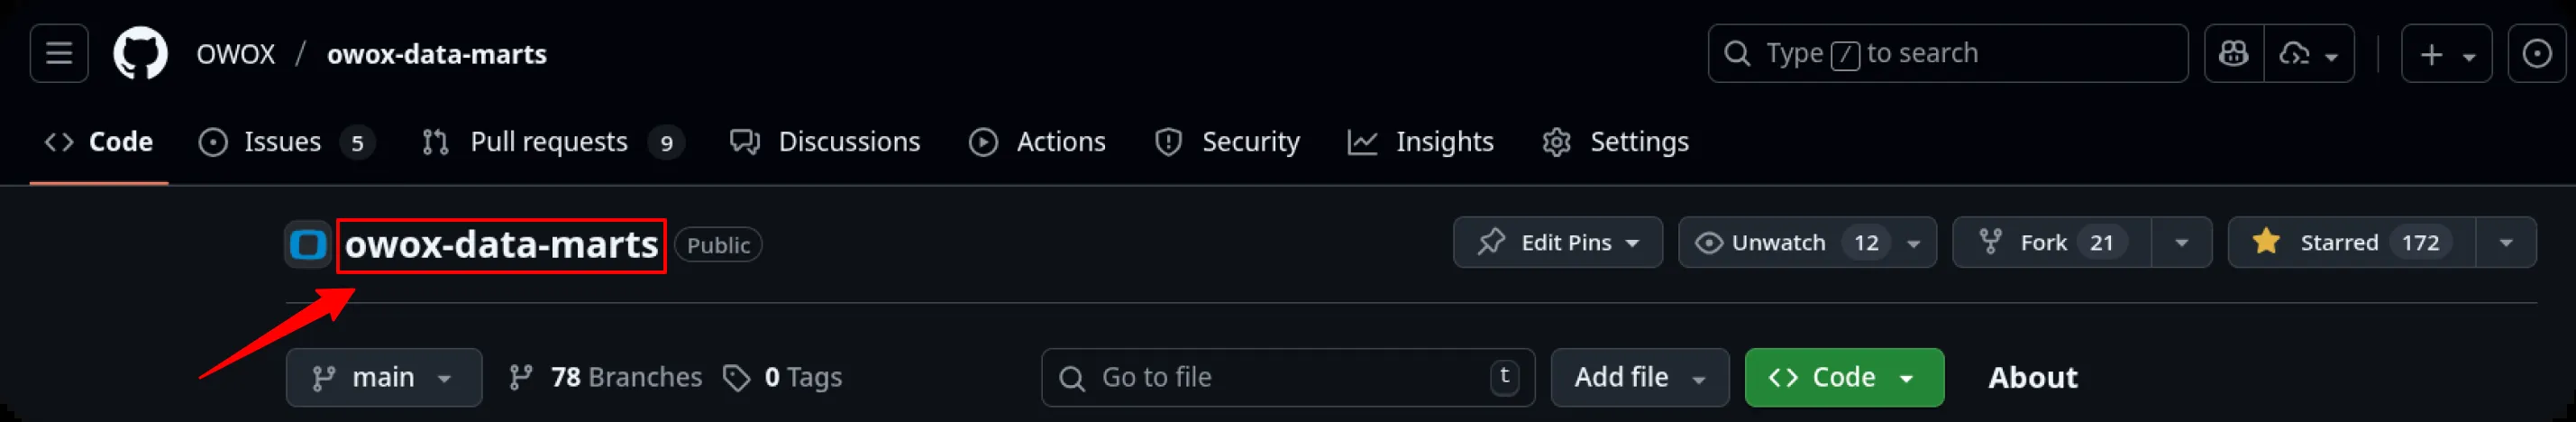 OWOX / owox-data-marts
Type / to search
Code
Issues 5
Pull requests 9
Discussions
Actions
Security
Insights
Settings
owox-data-marts
Public
Edit Pins
Unwatch 12
Fork 21
Starred 172
main
78 Branches
0 Tags
Go to file
t
Add file
Code
About